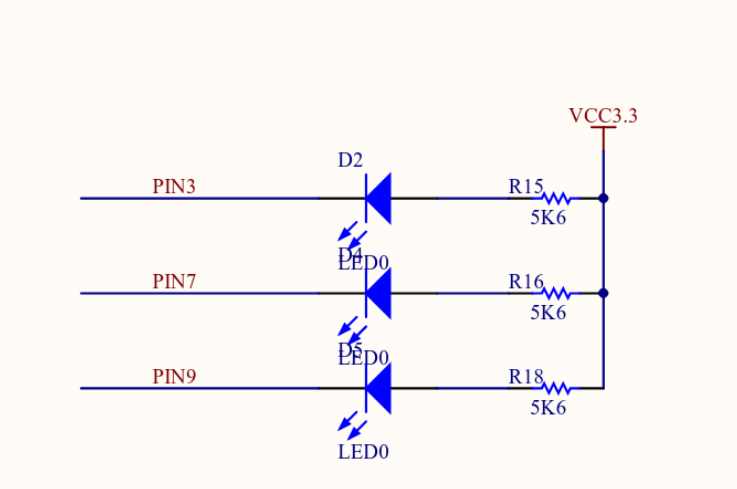 VCC3.3
D2
PIN3
R15
5K6
D4
LED0
PIN7
R16
5K6
D5
LED0
PIN9
R18
5K6
LED0